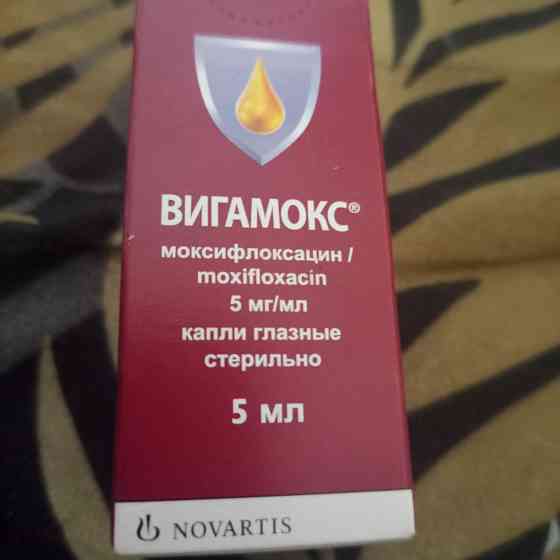 ВИГАМОКС®
моксифлоксацин /
moxifloxacin
5 мг/мл
капли глазные
стерильно
5 мл
NOVARTIS